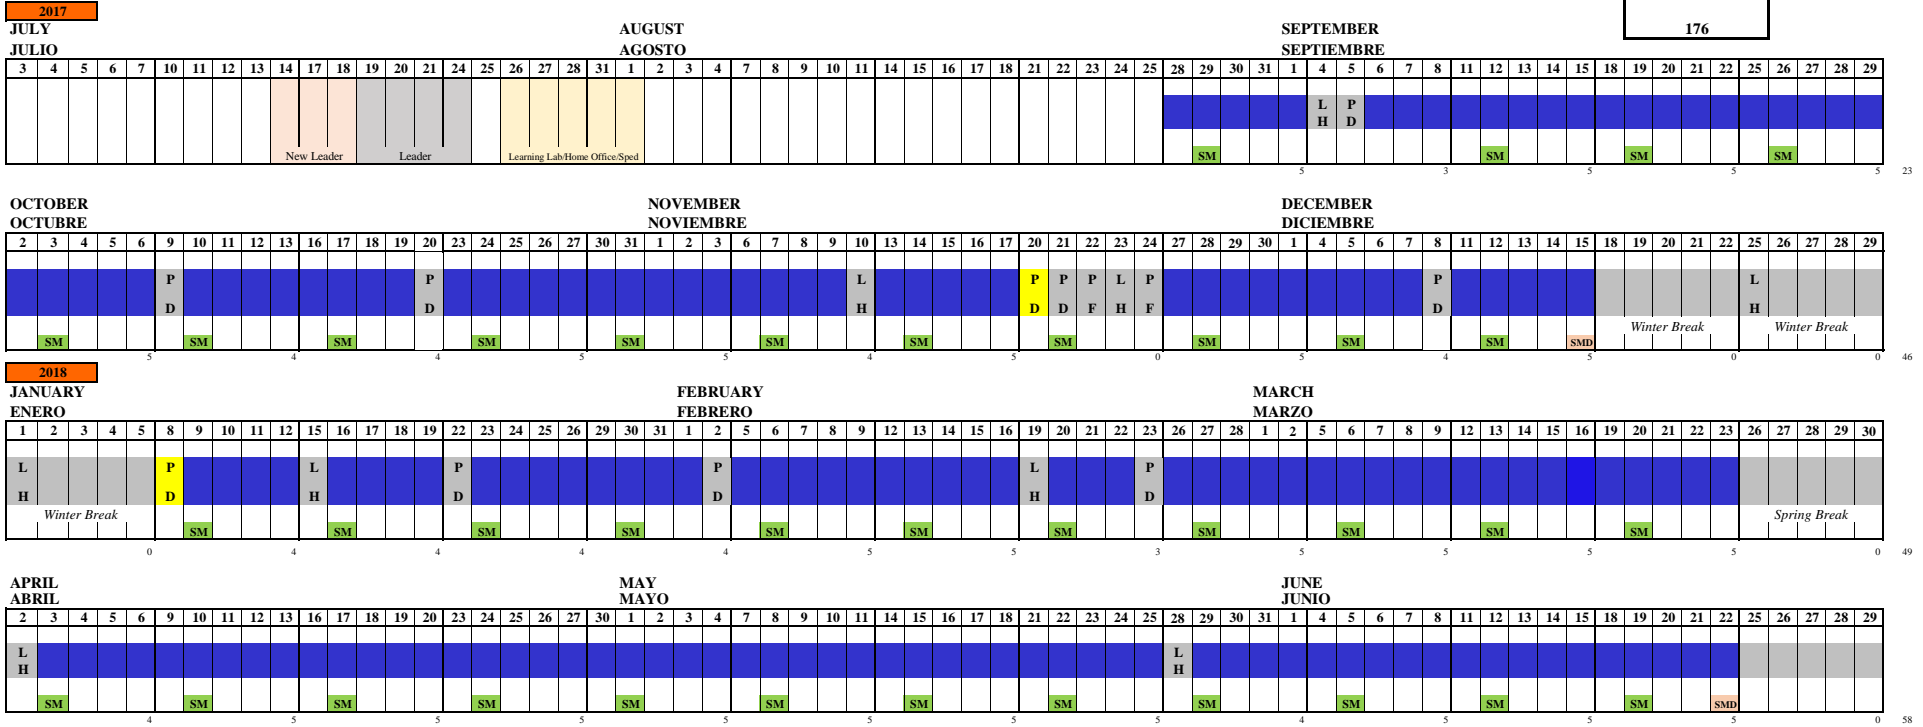 2017
JULY AUGUST SEPTEMBER 176
JULIO AGOSTO SEPTIEMBRE
3 4 5 6 7 10 11 12 13 14 17 18 19 20 21 24 25 26 27 28 31 1 2 3 4 7 8 9 10 11 14 15 16 17 18 21 22 23 24 25 28 29 30 31 1 4 5 6 7 8 11 12 13 14 15 18 19 20 21 22 25 26 27 28 29
L P
H D
New Leader Leader Learning Lab/Home Office/Sped SM SM SM SM
5 3 5 5 5 23
OCTOBER NOVEMBER DECEMBER
OCTUBRE NOVIEMBRE DICIEMBRE
2 3 4 5 6 9 10 11 12 13 16 17 18 19 20 23 24 25 26 27 30 31 1 2 3 6 7 8 9 10 13 14 15 16 17 20 21 22 23 24 27 28 29 30 1 4 5 6 7 8 11 12 13 14 15 18 19 20 21 22 25 26 27 28 29
P P L P P P L P P L
D D H D D F H F D H
Winter Break Winter Break
SM SM SM SM SM SM SM SM SM SM SM SMD
5 4 4 5 5 5 5 0 5 4 5 0 0 46
2018
JANUARY FEBRUARY MARCH
ENERO FEBRERO MARZO
1 2 3 4 5 8 9 10 11 12 15 16 17 18 19 22 23 24 25 26 29 30 31 1 2 5 6 7 8 9 12 13 14 15 16 19 20 21 22 23 26 27 28 1 2 5 6 7 8 9 12 13 14 15 16 19 20 21 22 23 26 27 28 29 30
L P L P P L P
H D H D D H D
Winter Break Spring Break
SM SM SM SM SM SM SM SM SM SM SM
0 4 4 4 4 5 5 3 5 5 5 5 0 49
APRIL MAY JUNE
ABRIL MAYO JUNIO
2 3 4 5 6 9 10 11 12 13 16 17 18 19 20 23 24 25 26 27 30 1 2 3 4 7 8 9 10 11 14 15 16 17 18 21 22 23 24 25 28 29 30 31 1 4 5 6 7 8 11 12 13 14 15 18 19 20 21 22 25 26 27 28 29
L L
H H
SM SM SM SM SM SM SM SM SM SM SM SM SMD
4 5 5 5 5 5 5 5 4 5 5 5 0 58